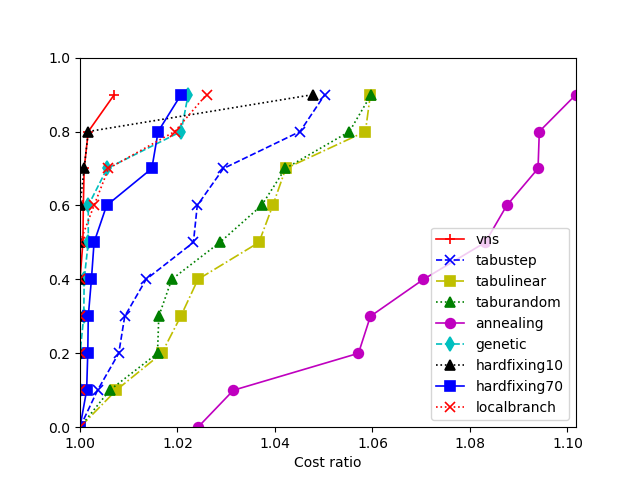 1.0
0.8
0.6
0.4
0.2
0.0
1.00 1.02 1.04 1.06 1.08 1.10
Cost ratio
vns
tabustep
tabulinear
taburandom
annealing
genetic
hardfixing10
hardfixing70
localbranch